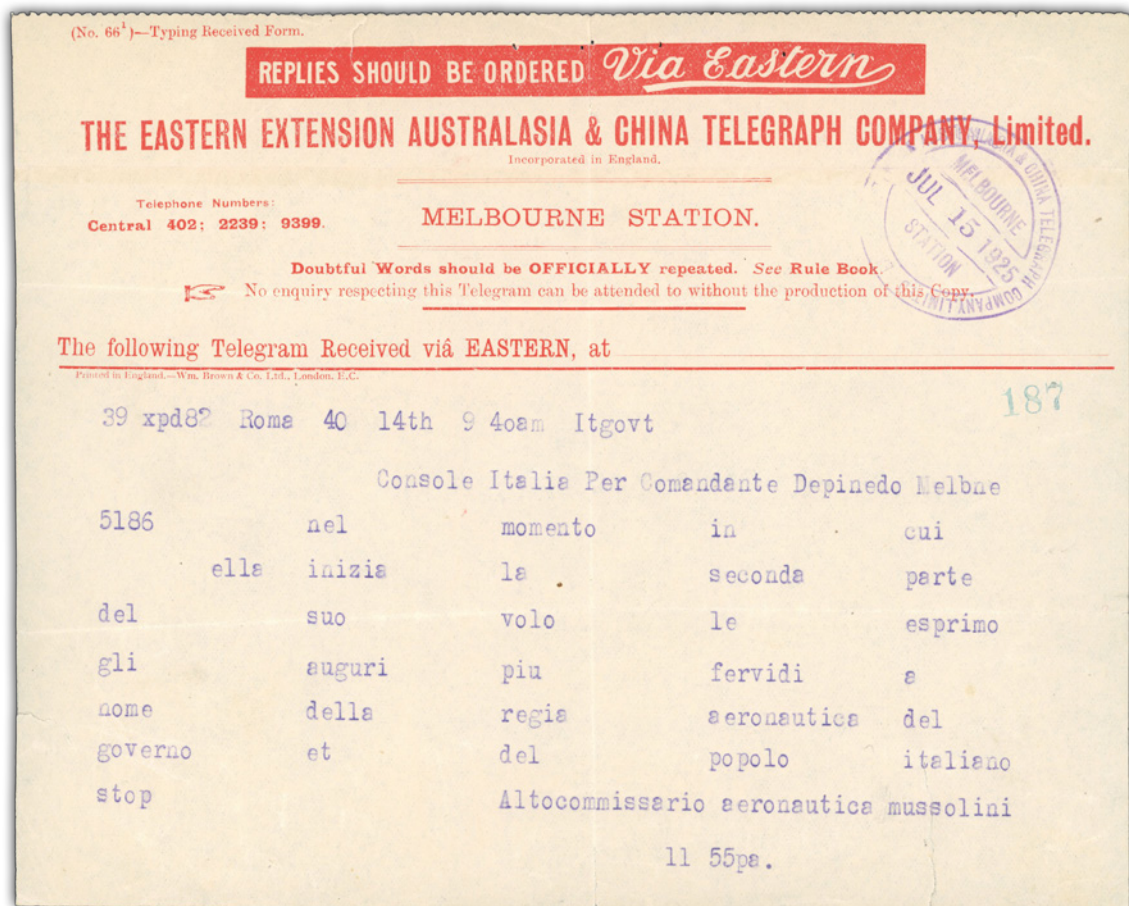 (No. 66¹)—Typing Received Form.
REPLIES SHOULD BE ORDERED Via Eastern
THE EASTERN EXTENSION AUSTRALASIA & CHINA TELEGRAPH COMPANY, Limited.
Incorporated in England.
Telephone Numbers:
Central 402; 2239; 9399.
MELBOURNE STATION.
AUSTRALASIA & CHINA TELEGRAPH COMPANY LIMITED
MELBOURNE
JUL 15 1925
STATION
Doubtful Words should be OFFICIALLY repeated. See Rule Book.
☞ No enquiry respecting this Telegram can be attended to without the production of this Copy.
The following Telegram Received viâ EASTERN, at
Printed in England.—Wm. Brown & Co. Ltd., London. E.C.
187
39 xpd82 Roma 40 14th 9 4oam Itgovt
Console Italia Per Comandante Depinedo Melbne
5186 nel momento in cui
ella inizia la seconda parte
del suo volo le esprimo
gli auguri piu fervidi a
nome della regia aeronautica del
governo et del popolo italiano
stop Altocommissario aeronautica mussolini
11 55pa.